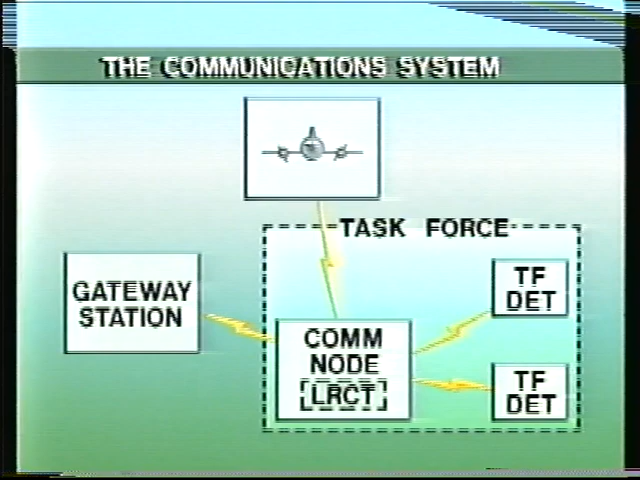 THE COMMUNICATIONS SYSTEM
TASK FORCE
GATEWAY
STATION
TF
DET
COMM
NODE
LRCT
TF
DET